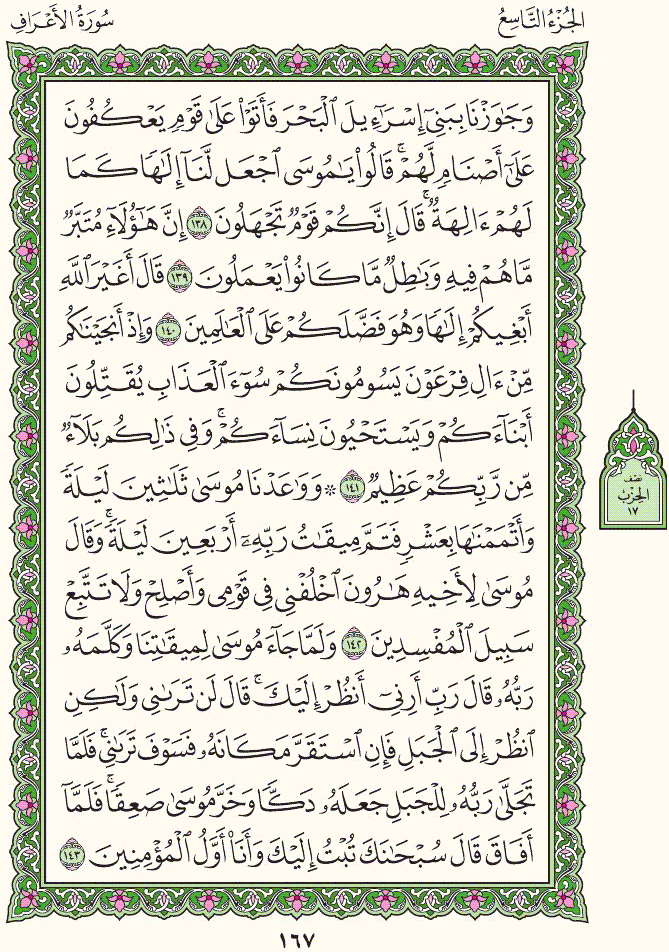 الجُزْءُ التَّاسِعُ
سُورَةُ الأَعْرَافِ
وَجَٰوَزْنَا بِبَنِىٓ إِسْرَٰٓءِيلَ ٱلْبَحْرَ فَأَتَوْا۟ عَلَىٰ قَوْمٍ يَعْكُفُونَ
عَلَىٰٓ أَصْنَامٍ لَّهُمْ ۚ قَالُوا۟ يَٰمُوسَى ٱجْعَل لَّنَآ إِلَٰهًا كَمَا
لَهُمْ ءَالِهَةٌ ۚ قَالَ إِنَّكُمْ قَوْمٌ تَجْهَلُونَ ١٣٨ إِنَّ هَٰٓؤُلَآءِ مُتَبَّرٌ
مَّا هُمْ فِيهِ وَبَٰطِلٌ مَّا كَانُوا۟ يَعْمَلُونَ ١٣٩ قَالَ أَغَيْرَ ٱللَّهِ
أَبْغِيكُمْ إِلَٰهًا وَهُوَ فَضَّلَكُمْ عَلَى ٱلْعَٰلَمِينَ ١٤٠ وَإِذْ أَنجَيْنَٰكُم
مِّنْ ءَالِ فِرْعَوْنَ يَسُومُونَكُمْ سُوٓءَ ٱلْعَذَابِ ۖ يُقَتِّلُونَ
أَبْنَآءَكُمْ وَيَسْتَحْيُونَ نِسَآءَكُمْ ۚ وَفِى ذَٰلِكُم بَلَآءٌ
مِّن رَّبِّكُمْ عَظِيمٌ ١٤١ ۞ وَوَٰعَدْنَا مُوسَىٰ ثَلَٰثِينَ لَيْلَةً
وَأَتْمَمْنَٰهَا بِعَشْرٍ فَتَمَّ مِيقَٰتُ رَبِّهِۦٓ أَرْبَعِينَ لَيْلَةً ۚ وَقَالَ
مُوسَىٰ لِأَخِيهِ هَٰرُونَ ٱخْلُفْنِى فِى قَوْمِى وَأَصْلِحْ وَلَا تَتَّبِعْ
سَبِيلَ ٱلْمُفْسِدِينَ ١٤٢ وَلَمَّا جَآءَ مُوسَىٰ لِمِيقَٰتِنَا وَكَلَّمَهُۥ
رَبُّهُۥ قَالَ رَبِّ أَرِنِىٓ أَنظُرْ إِلَيْكَ ۚ قَالَ لَن تَرَىٰنِى وَلَٰكِنِ
ٱنظُرْ إِلَى ٱلْجَبَلِ فَإِنِ ٱسْتَقَرَّ مَكَانَهُۥ فَسَوْفَ تَرَىٰنِى ۚ فَلَمَّا
تَجَلَّىٰ رَبُّهُۥ لِلْجَبَلِ جَعَلَهُۥ دَكًّا وَخَرَّ مُوسَىٰ صَعِقًا ۚ فَلَمَّآ
أَفَاقَ قَالَ سُبْحَٰنَكَ تُبْتُ إِلَيْكَ وَأَنَا۠ أَوَّلُ ٱلْمُؤْمِنِينَ ١٤٣
نصف
الحزب
١٧
١٦٧